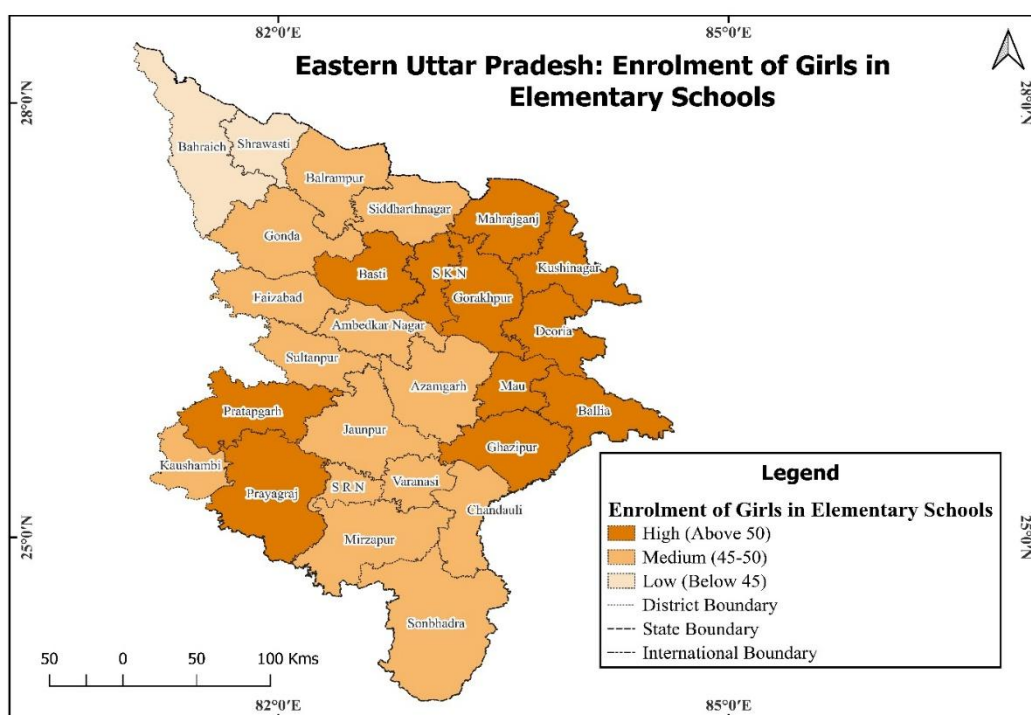 82°0'E
85°0'E
Eastern Uttar Pradesh: Enrolment of Girls in
Elementary Schools
28°0'N
28°0'N
Bahraich
Shrawasti
Balrampur
Siddharthnagar
Mahrajganj
Gonda
Basti
S K N
Kushinagar
Gorakhpur
Faizabad
Ambedkar Nagar
Deoria
Sultanpur
Azamgarh
Mau
Pratapgarh
Ballia
Jaunpur
Ghazipur
Kaushambi
Prayagraj
S R N
Varanasi
Chandauli
Mirzapur
Sonbhadra
25°0'N
25°0'N
Legend
Enrolment of Girls in Elementary Schools
High (Above 50)
Medium (45-50)
Low (Below 45)
District Boundary
State Boundary
International Boundary
50 0 50 100 Kms
82°0'E
85°0'E